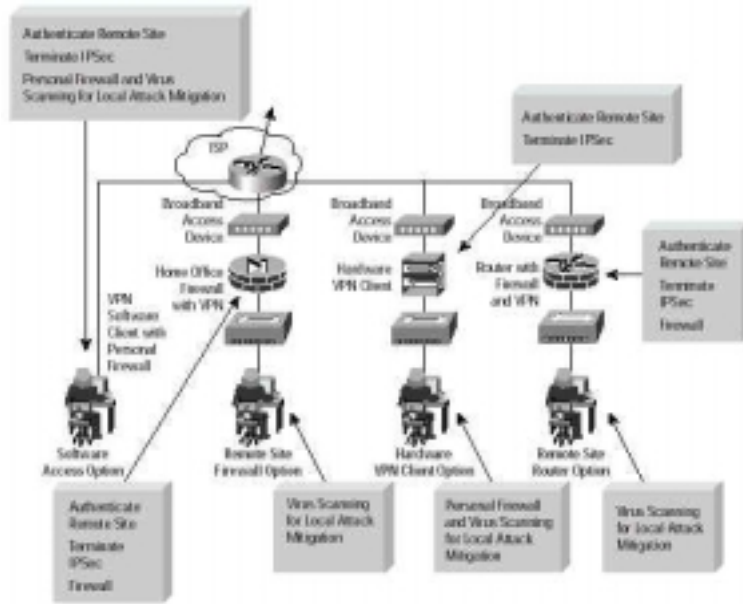 Authenticate Remote Site
Terminate IPSec
Personal Firewall and Virus
Scanning for Local Attack Mitigation
Authenticate Remote Site
Terminate IPSec
ISP
Broadband
Access
Device
Broadband
Access
Device
Broadband
Access
Device
Home Office
Firewall
with VPN
Hardware
VPN Client
Router with
Firewall
and VPN
Authenticate
Remote Site
Terminate
IPSec
Firewall
VPN
Software
Client with
Personal
Firewall
Software
Access Option
Remote Site
Firewall Option
Hardware
VPN Client Option
Remote Site
Router Option
Authenticate
Remote Site
Terminate
IPSec
Firewall
Virus Scanning
for Local Attack
Mitigation
Personal Firewall
and Virus Scanning
for Local Attack
Mitigation
Virus Scanning
for Local Attack
Mitigation